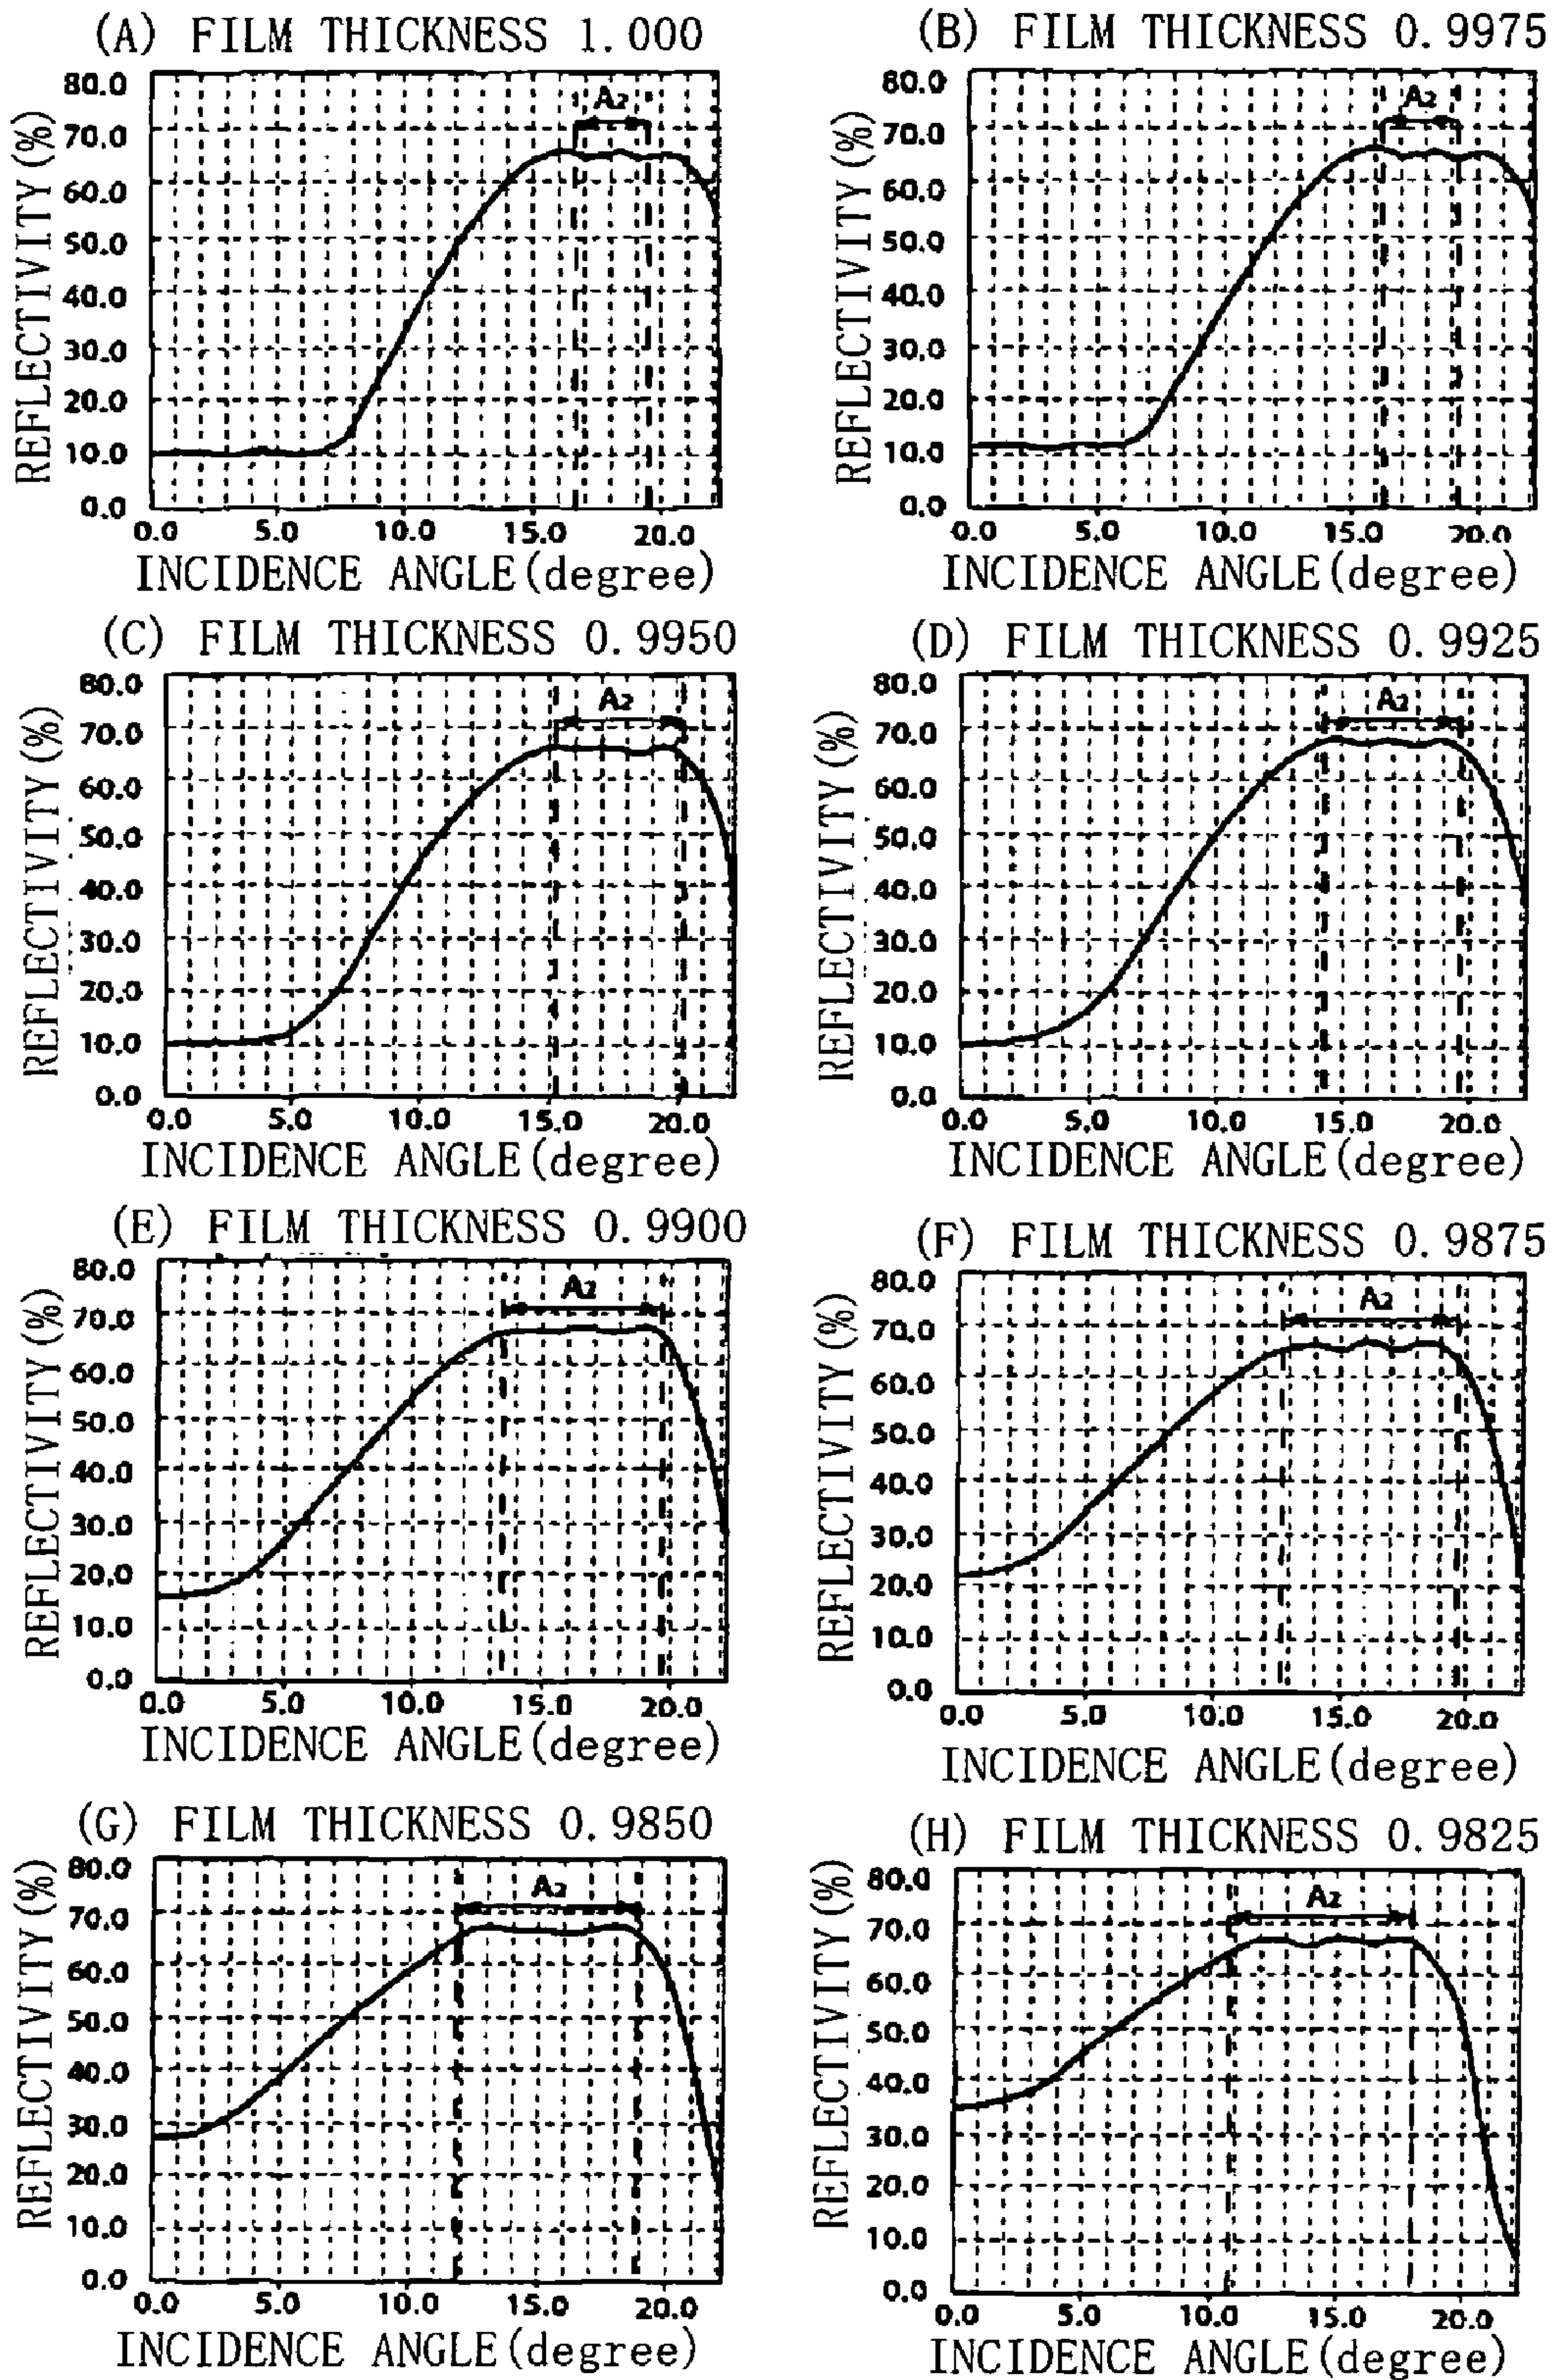 (A) FILM THICKNESS 1.000
REFLECTIVITY(%)
80.0
70.0
60.0
50.0
40.0
30.0
20.0
10.0
0.0
A2
0.0 5.0 10.0 15.0 20.0
INCIDENCE ANGLE(degree)
(B) FILM THICKNESS 0.9975
REFLECTIVITY(%)
80.0
70.0
60.0
50.0
40.0
30.0
20.0
10.0
0.0
A2
0.0 5.0 10.0 15.0 20.0
INCIDENCE ANGLE(degree)
(C) FILM THICKNESS 0.9950
REFLECTIVITY(%)
80.0
70.0
60.0
50.0
40.0
30.0
20.0
10.0
0.0
A2
0.0 5.0 10.0 15.0 20.0
INCIDENCE ANGLE(degree)
(D) FILM THICKNESS 0.9925
REFLECTIVITY(%)
80.0
70.0
60.0
50.0
40.0
30.0
20.0
10.0
0.0
A2
0.0 5.0 10.0 15.0 20.0
INCIDENCE ANGLE(degree)
(E) FILM THICKNESS 0.9900
REFLECTIVITY(%)
80.0
70.0
60.0
50.0
40.0
30.0
20.0
10.0
0.0
A2
0.0 5.0 10.0 15.0 20.0
INCIDENCE ANGLE(degree)
(F) FILM THICKNESS 0.9875
REFLECTIVITY(%)
80.0
70.0
60.0
50.0
40.0
30.0
20.0
10.0
0.0
A2
0.0 5.0 10.0 15.0 20.0
INCIDENCE ANGLE(degree)
(G) FILM THICKNESS 0.9850
REFLECTIVITY(%)
80.0
70.0
60.0
50.0
40.0
30.0
20.0
10.0
0.0
A2
0.0 5.0 10.0 15.0 20.0
INCIDENCE ANGLE(degree)
(H) FILM THICKNESS 0.9825
REFLECTIVITY(%)
80.0
70.0
60.0
50.0
40.0
30.0
20.0
10.0
0.0
A2
0.0 5.0 10.0 15.0 20.0
INCIDENCE ANGLE(degree)